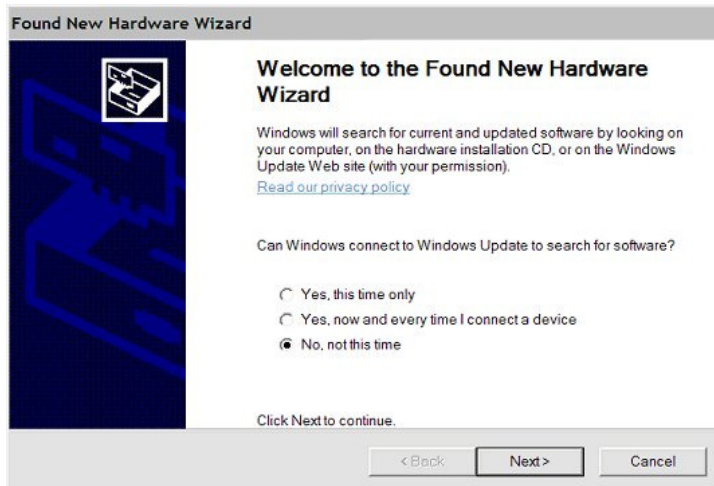 Found New Hardware Wizard
Welcome to the Found New Hardware
Wizard
Windows will search for current and updated software by looking on
your computer, on the hardware installation CD, or on the Windows
Update Web site (with your permission).
Read our privacy policy
Can Windows connect to Windows Update to search for software?
Yes, this time only
Yes, now and every time I connect a device
No, not this time
Click Next to continue.
< Back Next > Cancel